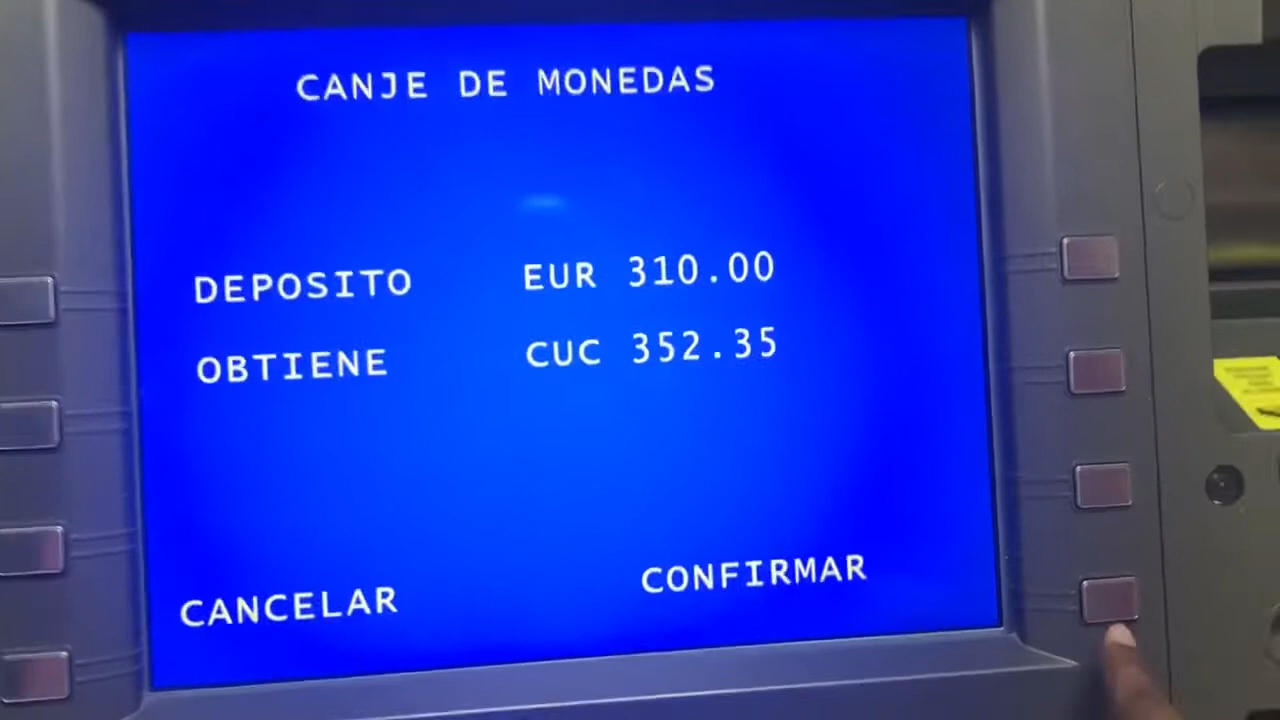 CANJE DE MONEDAS
DEPOSITO EUR 310.00
OBTIENE CUC 352.35
CANCELAR CONFIRMAR